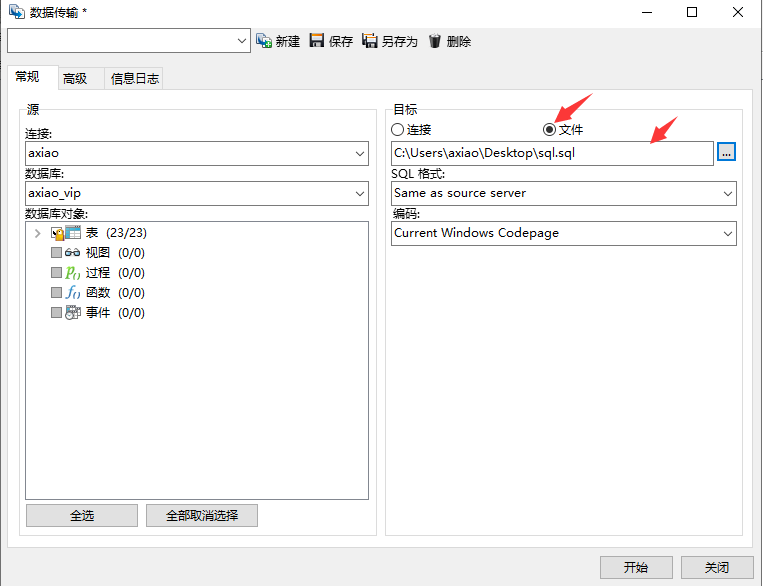 数据传输 *
新建 保存 另存为 删除
常规 高级 信息日志
源
连接:
axiao
数据库:
axiao_vip
数据库对象:
表 (23/23)
视图 (0/0)
过程 (0/0)
函数 (0/0)
事件 (0/0)
全选 全部取消选择
目标
连接 文件
C:\Users\axiao\Desktop\sql.sql ...
SQL 格式:
Same as source server
编码:
Current Windows Codepage
开始 关闭